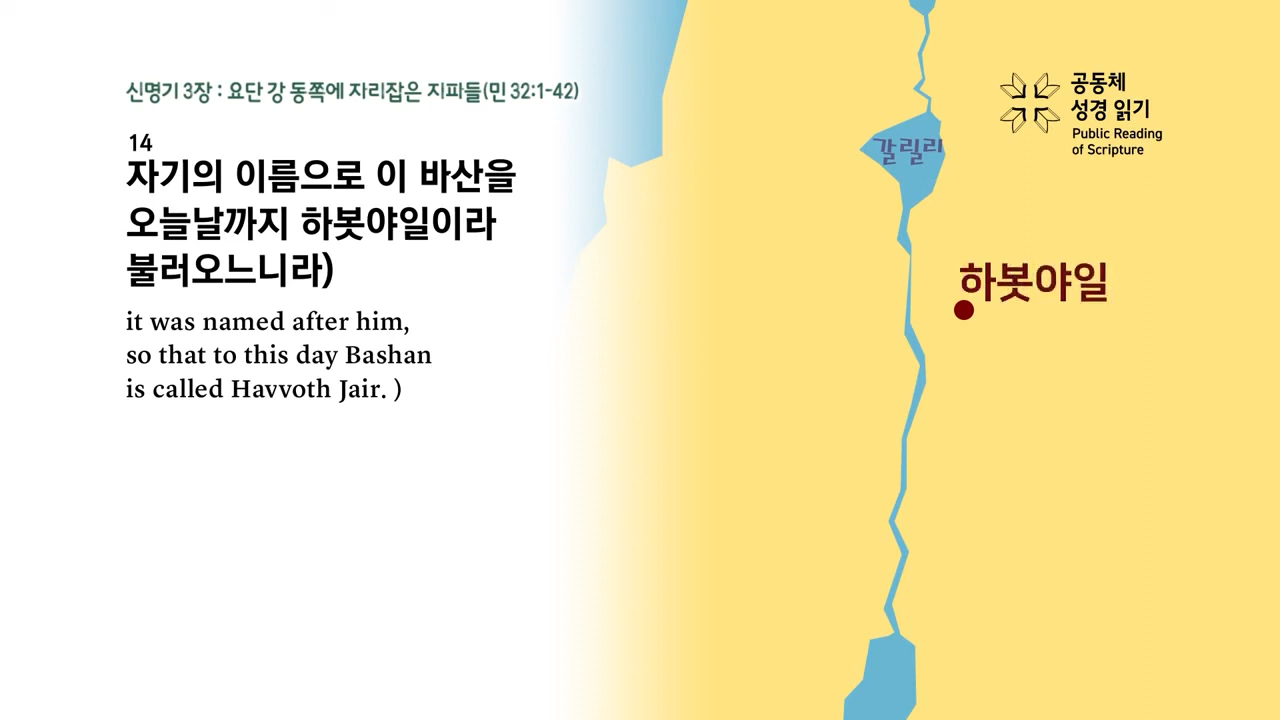 신명기 3장 : 요단 강 동쪽에 자리잡은 지파들(민 32:1-42)
14
자기의 이름으로 이 바산을
오늘날까지 하봇야일이라
불러오느니라)
it was named after him,
so that to this day Bashan
is called Havvoth Jair. )
갈릴리
하봇야일
공동체
성경 읽기
Public Reading
of Scripture